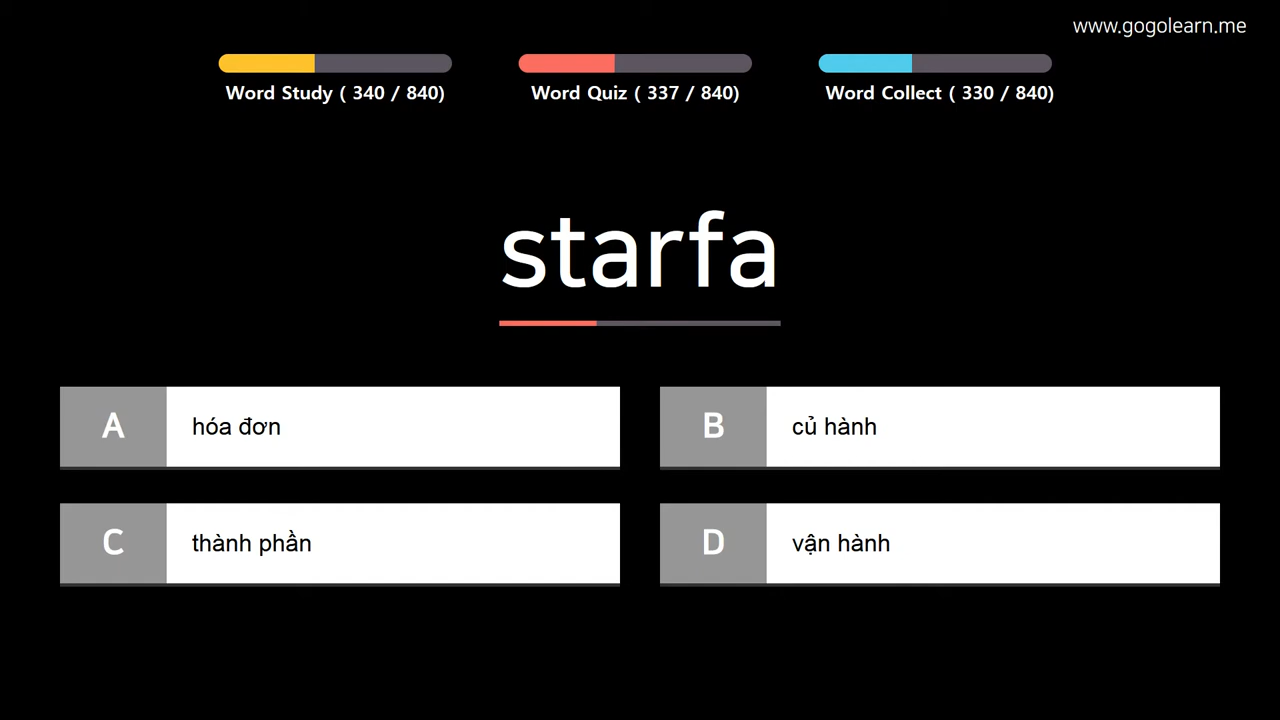 www.gogolearn.me
Word Study ( 340 / 840)
Word Quiz ( 337 / 840)
Word Collect ( 330 / 840)
starfa
A hóa đơn
B củ hành
C thành phần
D vận hành